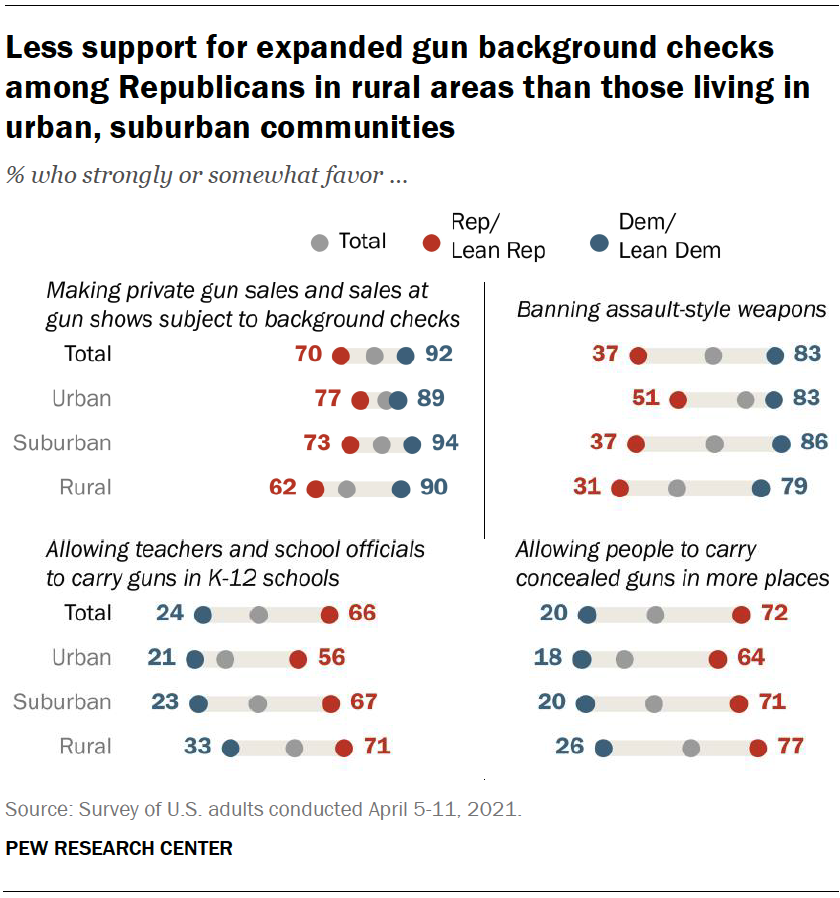 Less support for expanded gun background checks
among Republicans in rural areas than those living in
urban, suburban communities
% who strongly or somewhat favor ...
Total
Rep/
Lean Rep
Dem/
Lean Dem
Making private gun sales and sales at
gun shows subject to background checks
Total 70 92
Urban 77 89
Suburban 73 94
Rural 62 90
Banning assault-style weapons
37 83
51 83
37 86
31 79
Allowing teachers and school officials
to carry guns in K-12 schools
Total 24 66
Urban 21 56
Suburban 23 67
Rural 33 71
Allowing people to carry
concealed guns in more places
20 72
18 64
20 71
26 77
Source: Survey of U.S. adults conducted April 5-11, 2021.
PEW RESEARCH CENTER